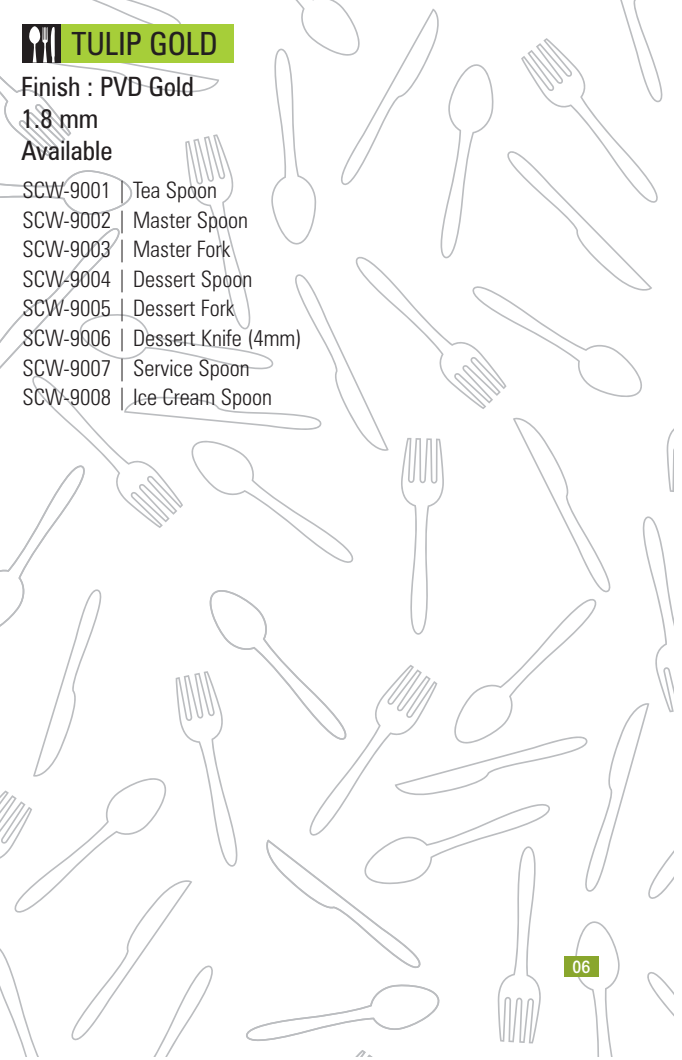 TULIP GOLD
Finish : PVD Gold
1.8 mm
Available
SCW-9001 | Tea Spoon
SCW-9002 | Master Spoon
SCW-9003 | Master Fork
SCW-9004 | Dessert Spoon
SCW-9005 | Dessert Fork
SCW-9006 | Dessert Knife (4mm)
SCW-9007 | Service Spoon
SCW-9008 | Ice Cream Spoon
06